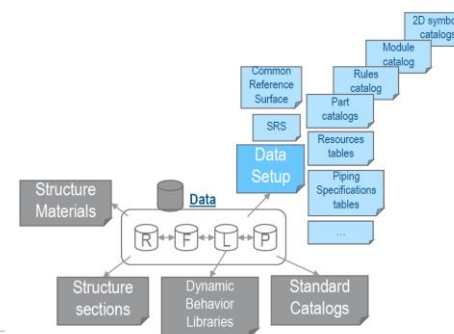 2D symbol
catalogs
Module
catalog
Rules
catalog
Common
Reference
Surface
Part
catalogs
SRS
Resources
tables
Data
Setup
Piping
Specifications
tables
...
Structure
Materials
Data
R F L P
Structure
sections
Dynamic
Behavior
Libraries
Standard
Catalogs